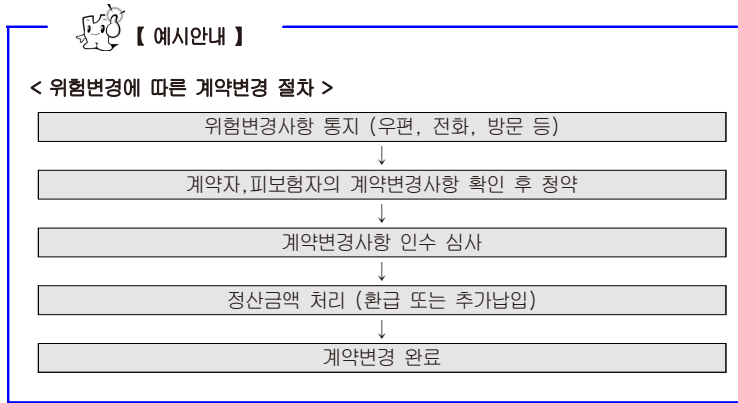 【 예시안내 】
< 위험변경에 따른 계약변경 절차 >
위험변경사항 통지 (우편, 전화, 방문 등)
↓
계약자,피보험자의 계약변경사항 확인 후 청약
↓
계약변경사항 인수 심사
↓
정산금액 처리 (환급 또는 추가납입)
↓
계약변경 완료